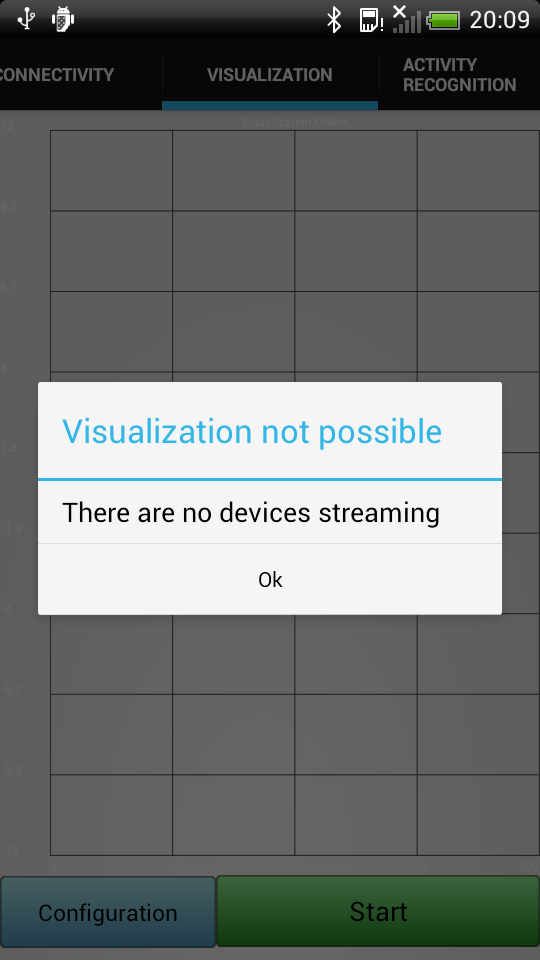 20:09
CONNECTIVITY
VISUALIZATION
ACTIVITY
RECOGNITION
Visualization Online
12
9.3
6.7
4
1.3
Visualization not possible
There are no devices streaming
Ok
-1.3
-4
-6.7
-9.3
-12
0
Configuration
Start